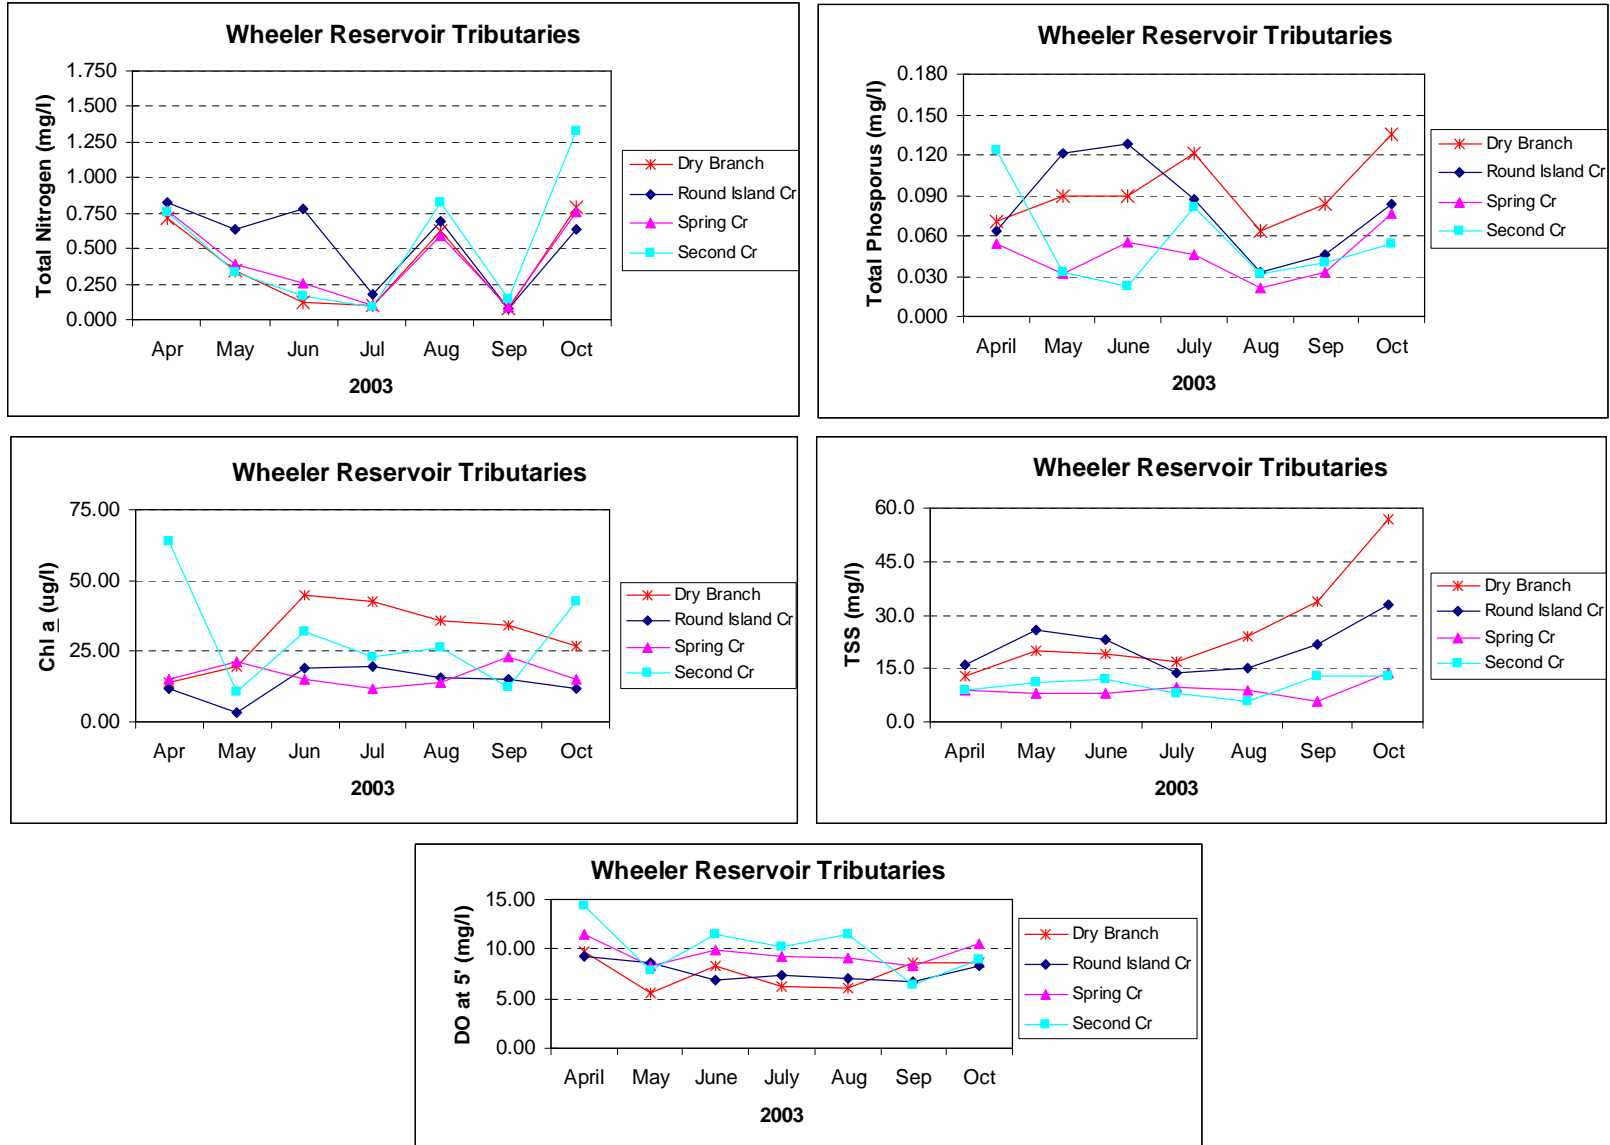 Wheeler Reservoir Tributaries
Total Nitrogen (mg/l)
1.750
1.500
1.250
1.000
0.750
0.500
0.250
0.000
Apr May Jun Jul Aug Sep Oct
2003
Dry Branch
Round Island Cr
Spring Cr
Second Cr
Wheeler Reservoir Tributaries
Total Phosporus (mg/l)
0.180
0.150
0.120
0.090
0.060
0.030
0.000
April May June July Aug Sep Oct
2003
Dry Branch
Round Island Cr
Spring Cr
Second Cr
Wheeler Reservoir Tributaries
Chl a (ug/l)
75.00
50.00
25.00
0.00
Apr May Jun Jul Aug Sep Oct
2003
Dry Branch
Round Island Cr
Spring Cr
Second Cr
Wheeler Reservoir Tributaries
TSS (mg/l)
60.0
45.0
30.0
15.0
0.0
April May June July Aug Sep Oct
2003
Dry Branch
Round Island Cr
Spring Cr
Second Cr
Wheeler Reservoir Tributaries
DO at 5' (mg/l)
15.00
10.00
5.00
0.00
April May June July Aug Sep Oct
2003
Dry Branch
Round Island Cr
Spring Cr
Second Cr